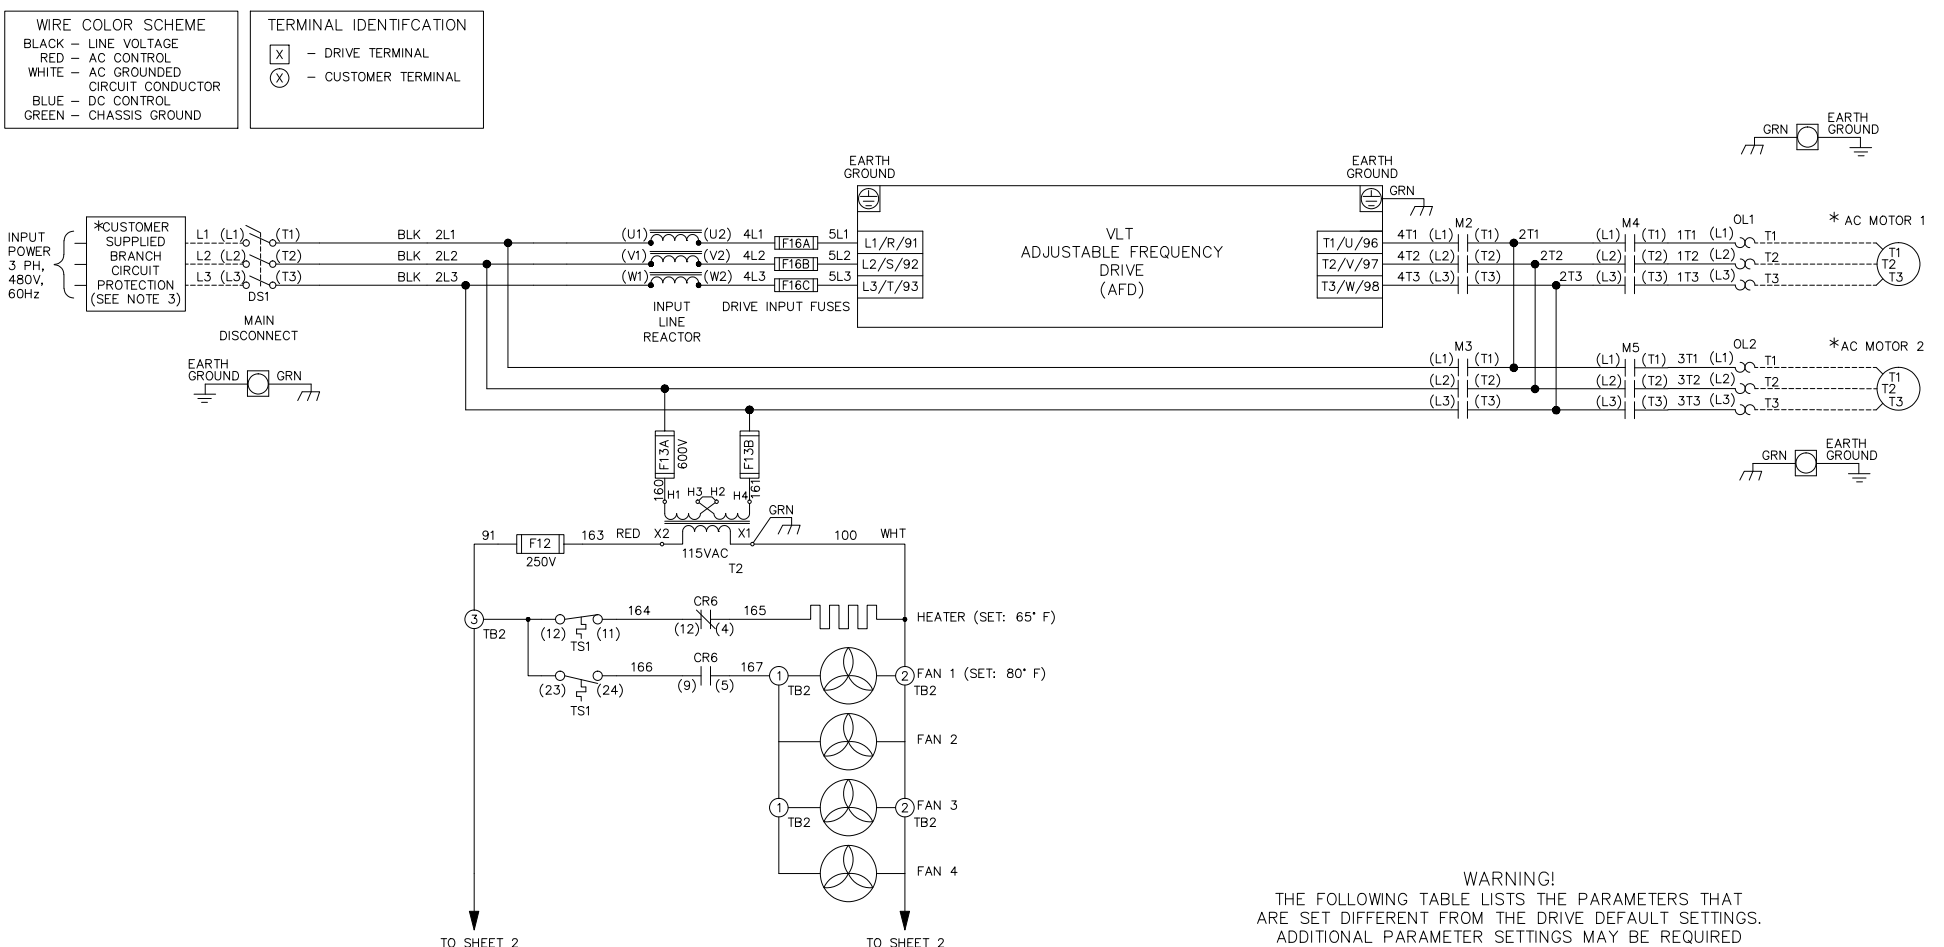 WIRE COLOR SCHEME
BLACK – LINE VOLTAGE
RED – AC CONTROL
WHITE – AC GROUNDED
CIRCUIT CONDUCTOR
BLUE – DC CONTROL
GREEN – CHASSIS GROUND
TERMINAL IDENTIFCATION
X – DRIVE TERMINAL
X – CUSTOMER TERMINAL
GRN
EARTH
GROUND
INPUT
POWER
3 PH,
480V,
60Hz
*CUSTOMER
SUPPLIED
BRANCH
CIRCUIT
PROTECTION
(SEE NOTE 3)
L1 (L1) (T1) BLK 2L1 (U1) (U2) 4L1 F16A 5L1
L2 (L2) (T2) BLK 2L2 (V1) (V2) 4L2 F16B 5L2
L3 (L3) (T3) BLK 2L3 (W1) (W2) 4L3 F16C 5L3
DS1
MAIN
DISCONNECT
INPUT
LINE
REACTOR
DRIVE INPUT FUSES
EARTH
GROUND
L1/R/91
L2/S/92
L3/T/93
VLT
ADJUSTABLE FREQUENCY
DRIVE
(AFD)
EARTH
GROUND
GRN
T1/U/96
T2/V/97
T3/W/98
M2 M4 OL1 * AC MOTOR 1
4T1 (L1) (T1) 2T1 (L1) (T1) 1T1 (L1) T1
4T2 (L2) (T2) 2T2 (L2) (T2) 1T2 (L2) T2
4T3 (L3) (T3) 2T3 (L3) (T3) 1T3 (L3) T3
T1
T2
T3
EARTH
GROUND
GRN
M3 M5 OL2 *AC MOTOR 2
(L1) (T1) (L1) (T1) 3T1 (L1) T1
(L2) (T2) (L2) (T2) 3T2 (L2) T2
(L3) (T3) (L3) (T3) 3T3 (L3) T3
T1
T2
T3
GRN
EARTH
GROUND
F13A
600V
F13B
160
161
H1 H3 H2 H4
GRN
91 F12 163 RED X2 X1 100 WHT
250V
115VAC
T2
3
TB2
(12) (11)
TS1
164
CR6
(12) (4)
165
HEATER (SET: 65° F)
(23) (24)
TS1
166
CR6
(9) (5)
167
1
TB2
2
TB2
FAN 1 (SET: 80° F)
FAN 2
1
TB2
2
TB2
FAN 3
FAN 4
TO SHEET 2
TO SHEET 2
WARNING!
THE FOLLOWING TABLE LISTS THE PARAMETERS THAT
ARE SET DIFFERENT FROM THE DRIVE DEFAULT SETTINGS.
ADDITIONAL PARAMETER SETTINGS MAY BE REQUIRED